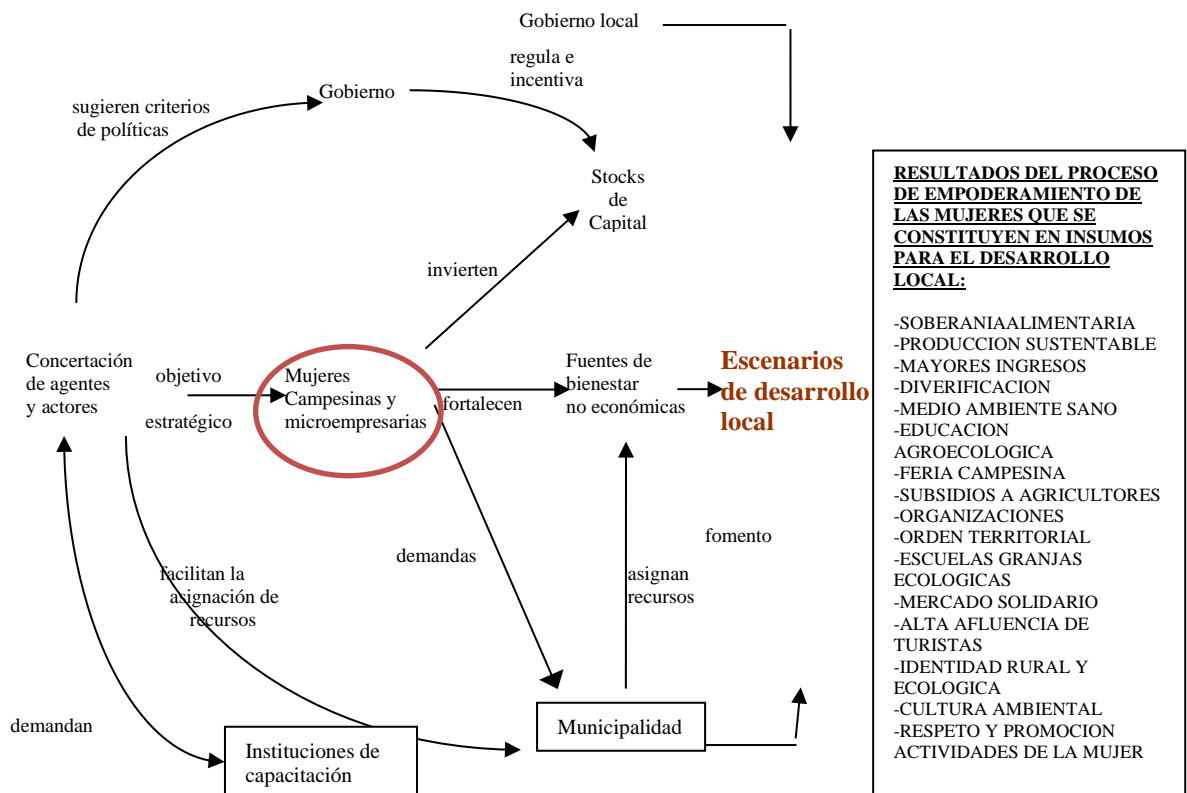 Gobierno local
regula e
incentiva
Gobierno
sugieren criterios
de políticas
Stocks
de
Capital
invierten
Concertación
de agentes
y actores
objetivo
estratégico
Mujeres
Campesinas y
microempresarias
fortalecen
Fuentes de
bienestar
no económicas
Escenarios
de desarrollo
local
demandas
fomento
facilitan la
asignación de
recursos
asignan
recursos
demandan
Instituciones de
capacitación
Municipalidad
RESULTADOS DEL PROCESO
DE EMPODERAMIENTO DE
LAS MUJERES QUE SE
CONSTITUYEN EN INSUMOS
PARA EL DESARROLLO
LOCAL:
-SOBERANIAALIMENTARIA
-PRODUCCION SUSTENTABLE
-MAYORES INGRESOS
-DIVERIFICACION
-MEDIO AMBIENTE SANO
-EDUCACION
AGROECOLOGICA
-FERIA CAMPESINA
-SUBSIDIOS A AGRICULTORES
-ORGANIZACIONES
-ORDEN TERRITORIAL
-ESCUELAS GRANJAS
ECOLOGICAS
-MERCADO SOLIDARIO
-ALTA AFLUENCIA DE
TURISTAS
-IDENTIDAD RURAL Y
ECOLOGICA
-CULTURA AMBIENTAL
-RESPETO Y PROMOCION
ACTIVIDADES DE LA MUJER